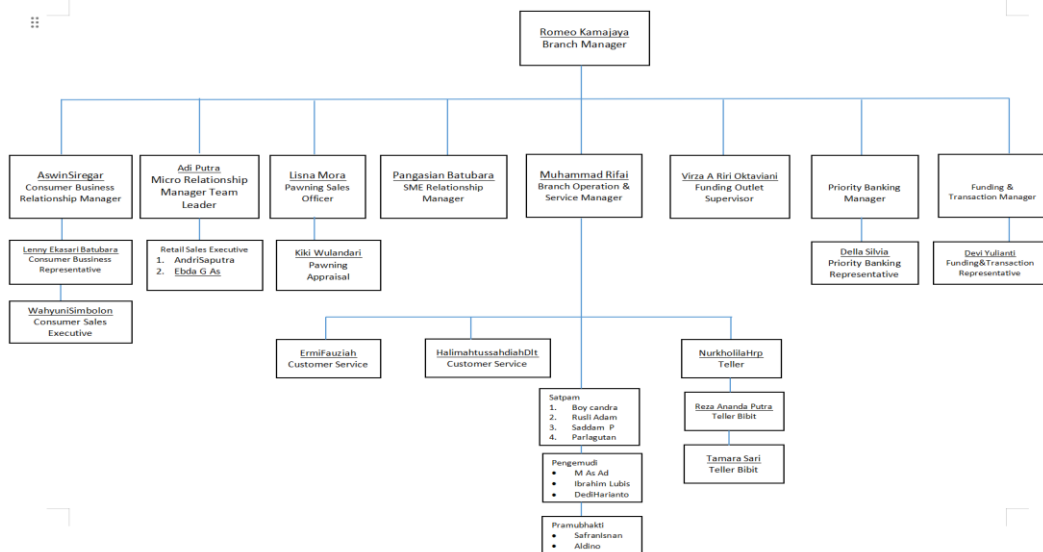 Romeo Kamajaya
Branch Manager
AswinSiregar
Consumer Business
Relationship Manager
Adi Putra
Micro Relationship
Manager Team
Leader
Lisna Mora
Pawning Sales
Officer
Pangasian Batubara
SME Relationship
Manager
Muhammad Rifai
Branch Operation &
Service Manager
Virza A Riri Oktaviani
Funding Outlet
Supervisor
Priority Banking
Manager
Funding &
Transaction Manager
Lenny Ekasari Batubara
Consumer Bussiness
Representative
Retail Sales Executive
1. AndriSaputra
2. Ebda G As
Kiki Wulandari
Pawning
Appraisal
Della Silvia
Priority Banking
Representative
Devi Yulianti
Funding&Transaction
Representative
WahyuniSimbolon
Consumer Sales
Executive
ErmiFauziah
Customer Service
HalimahtussahdiahDlt
Customer Service
NurkholilaHrp
Teller
Satpam
1. Boy candra
2. Rusli Adam
3. Saddam P
4. Parlagutan
Reza Ananda Putra
Teller Bibit
Tamara Sari
Teller Bibit
Pengemudi
• M As Ad
• Ibrahim Lubis
• DediHarianto
Pramubhakti
• SafranIsnan
• Aldino